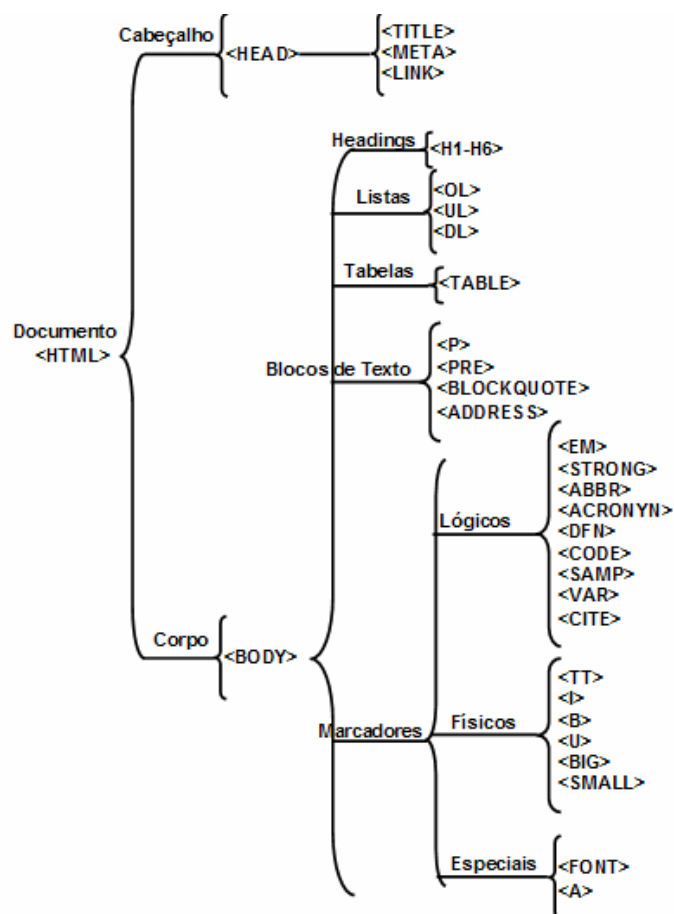 Cabeçalho
<HEAD>
<TITLE>
<META>
<LINK>
Headings
<H1-H6>
Listas
<OL>
<UL>
<DL>
Tabelas
<TABLE>
Documento
<HTML>
Blocos de Texto
<P>
<PRE>
<BLOCKQUOTE>
<ADDRESS>
Lógicos
<EM>
<STRONG>
<ABBR>
<ACRONYN>
<DFN>
<CODE>
<SAMP>
<VAR>
<CITE>
Corpo
<BODY>
Marcadores
Físicos
<TT>
<I>
<B>
<U>
<BIG>
<SMALL>
Especiais
<FONT>
<A>